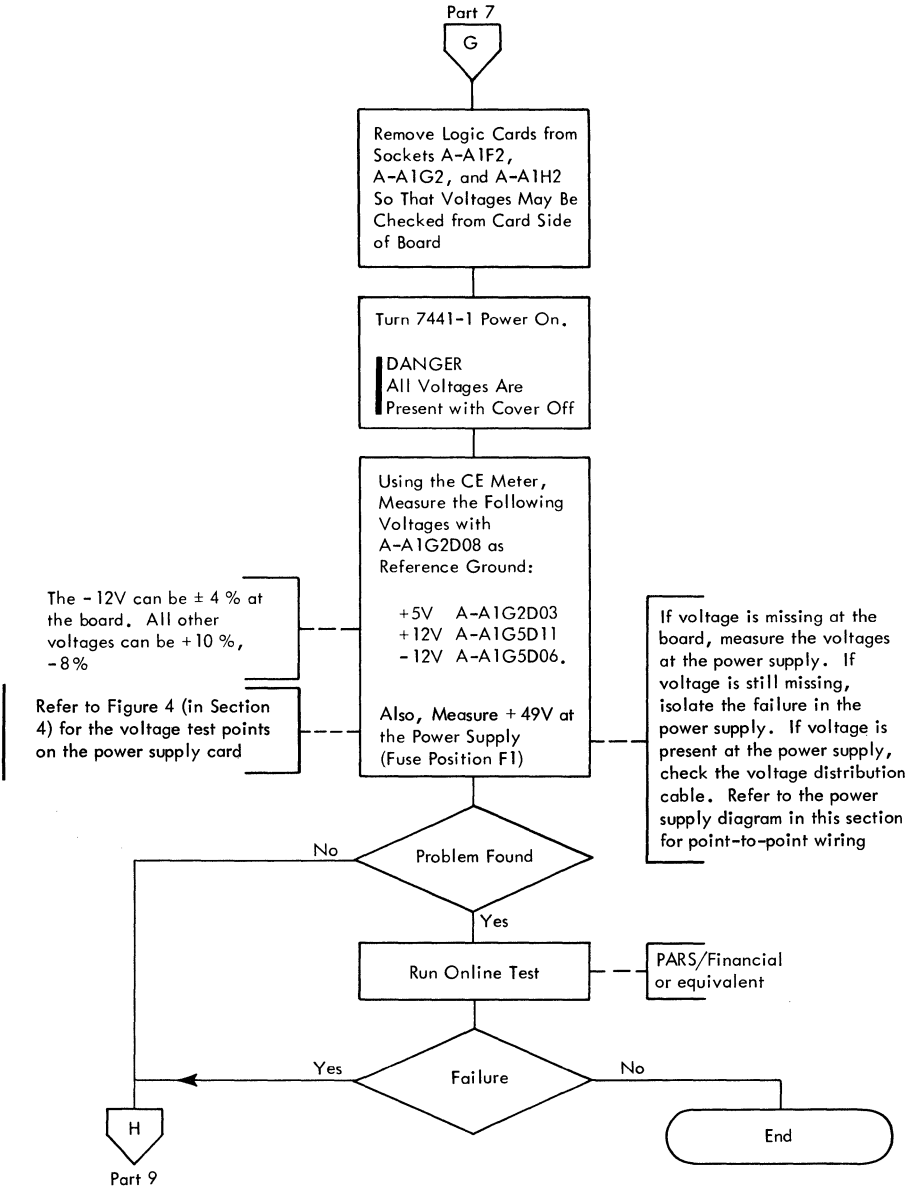 Part 7
G
Remove Logic Cards from
Sockets A-A1F2,
A-A1G2, and A-A1H2
So That Voltages May Be
Checked from Card Side
of Board
Turn 7441-1 Power On.
DANGER
All Voltages Are
Present with Cover Off
Using the CE Meter,
Measure the Following
Voltages with
A-A1G2D08 as
Reference Ground:
+5V A-A1G2D03
+12V A-A1G5D11
-12V A-A1G5D06.
Also, Measure +49V at
the Power Supply
(Fuse Position F1)
The -12V can be ± 4 % at
the board. All other
voltages can be +10 %,
-8%
Refer to Figure 4 (in Section
4) for the voltage test points
on the power supply card
If voltage is missing at the
board, measure the voltages
at the power supply. If
voltage is still missing,
isolate the failure in the
power supply. If voltage is
present at the power supply,
check the voltage distribution
cable. Refer to the power
supply diagram in this section
for point-to-point wiring
No
Problem Found
Yes
Run Online Test
PARS/Financial
or equivalent
Yes
Failure
No
H
Part 9
End